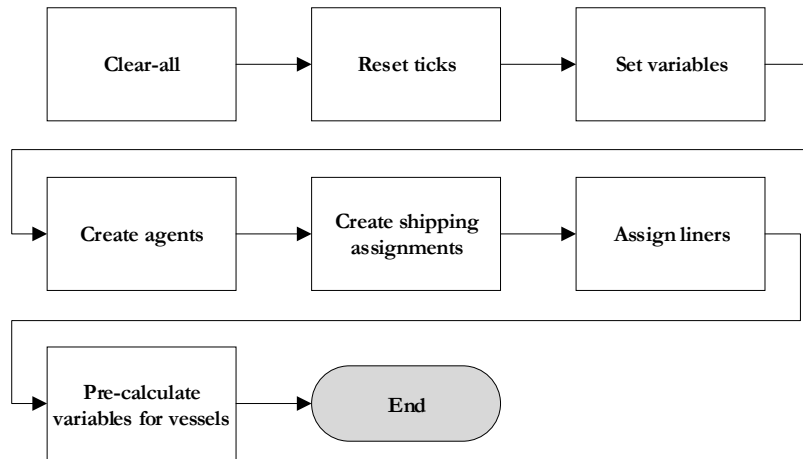 Clear-all
Reset ticks
Set variables
Create agents
Create shipping
assignments
Assign liners
Pre-calculate
variables for vessels
End